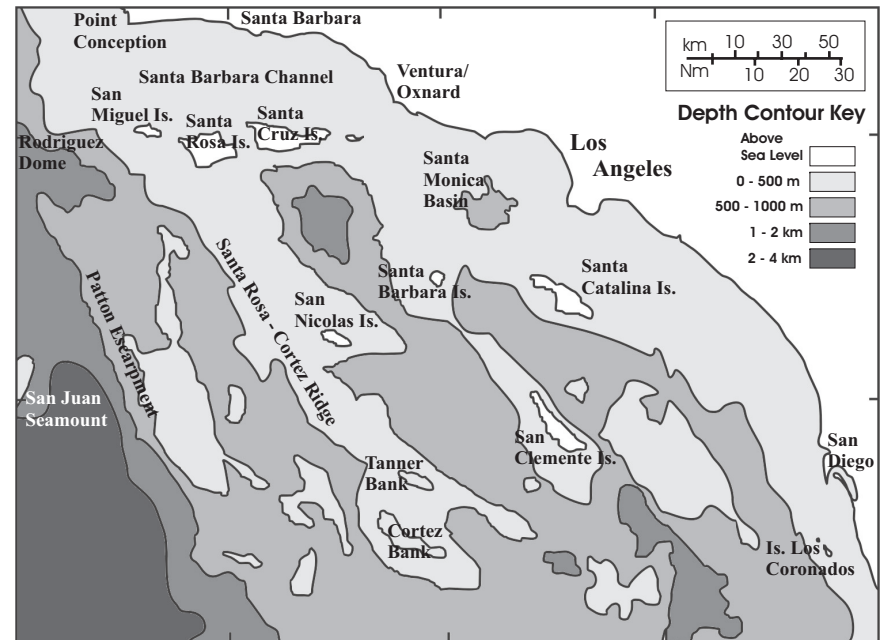 Point
Conception
Santa Barbara
Santa Barbara Channel
Ventura/
Oxnard
km 10 30 50
Nm 10 20 30
Depth Contour Key
Above
Sea Level
0 - 500 m
500 - 1000 m
1 - 2 km
2 - 4 km
San
Miguel Is.
Santa
Rosa Is.
Santa
Cruz Is.
Rodriguez
Dome
Santa
Monica
Basin
Los
Angeles
Santa
Barbara Is.
Santa
Catalina Is.
Santa Rosa - Cortez Ridge
San
Nicolas Is.
Patton Escarpment
San Juan
Seamount
San
Clemente Is.
San
Diego
Tanner
Bank
Cortez
Bank
Is. Los
Coronados